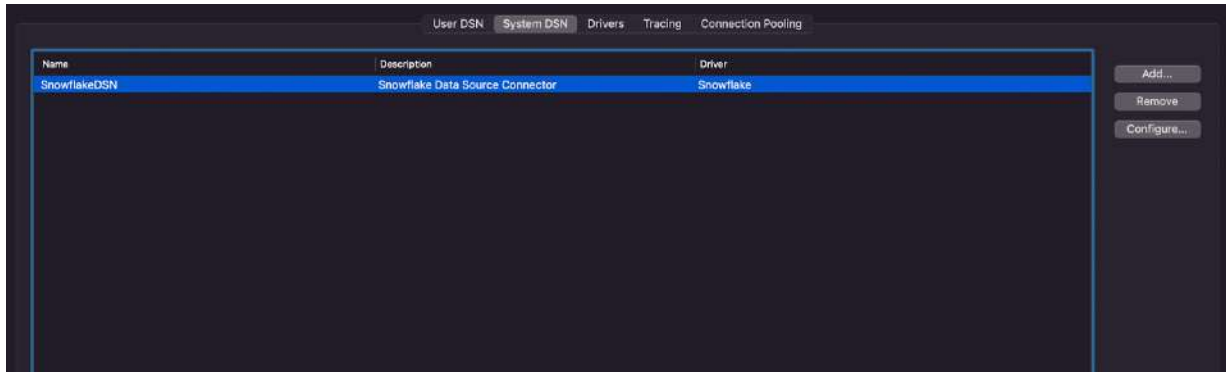 User DSN System DSN Drivers Tracing Connection Pooling
Name Description Driver
SnowflakeDSN Snowflake Data Source Connector Snowflake
Add...
Remove
Configure...